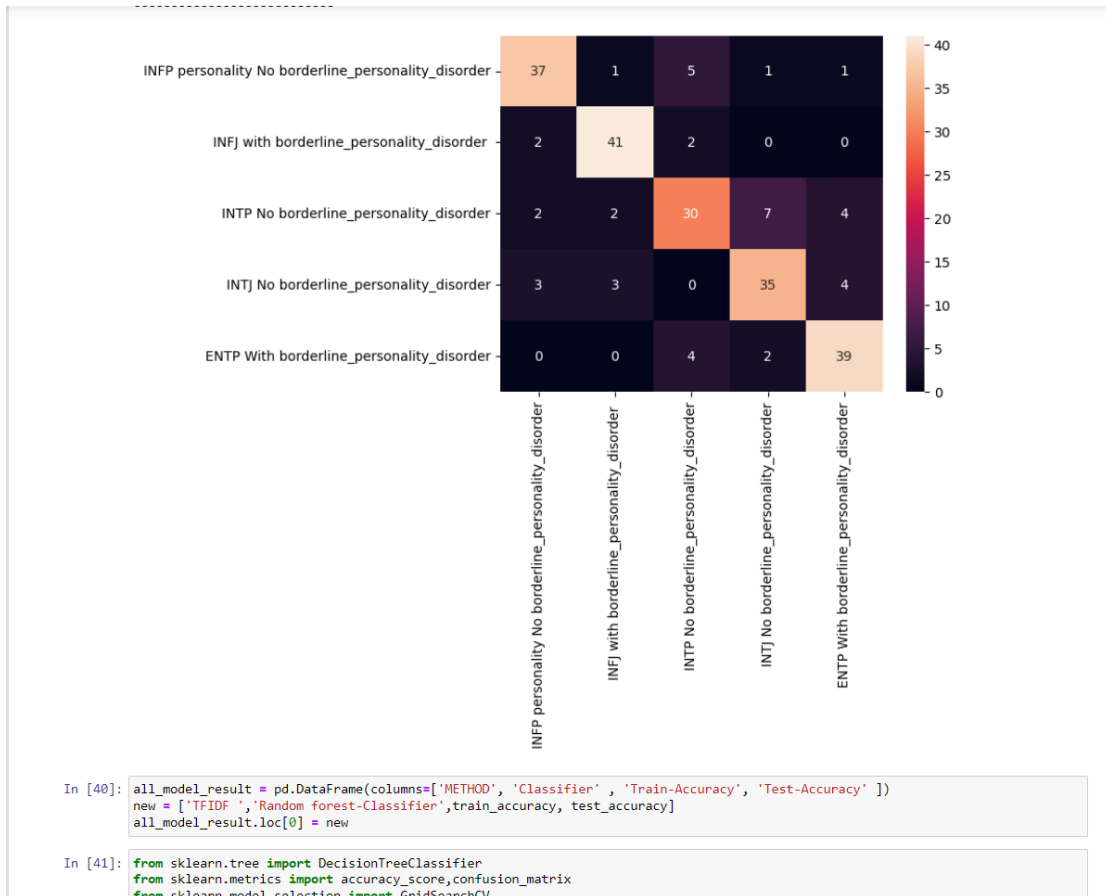 INFP personality No borderline_personality_disorder
37 1 5 1 1
INFJ with borderline_personality_disorder
2 41 2 0 0
INTP No borderline_personality_disorder
2 2 30 7 4
INTJ No borderline_personality_disorder
3 3 0 35 4
ENTP With borderline_personality_disorder
0 0 4 2 39
40
35
30
25
20
15
10
5
0
INFP personality No borderline_personality_disorder
INFJ with borderline_personality_disorder
INTP No borderline_personality_disorder
INTJ No borderline_personality_disorder
ENTP With borderline_personality_disorder
In [40]: all_model_result = pd.DataFrame(columns=['METHOD', 'Classifier' , 'Train-Accuracy', 'Test-Accuracy' ])
new = ['TFIDF ','Random forest-Classifier',train_accuracy, test_accuracy]
all_model_result.loc[0] = new
In [41]: from sklearn.tree import DecisionTreeClassifier
from sklearn.metrics import accuracy_score,confusion_matrix
from sklearn.model_selection import GridSearchCV